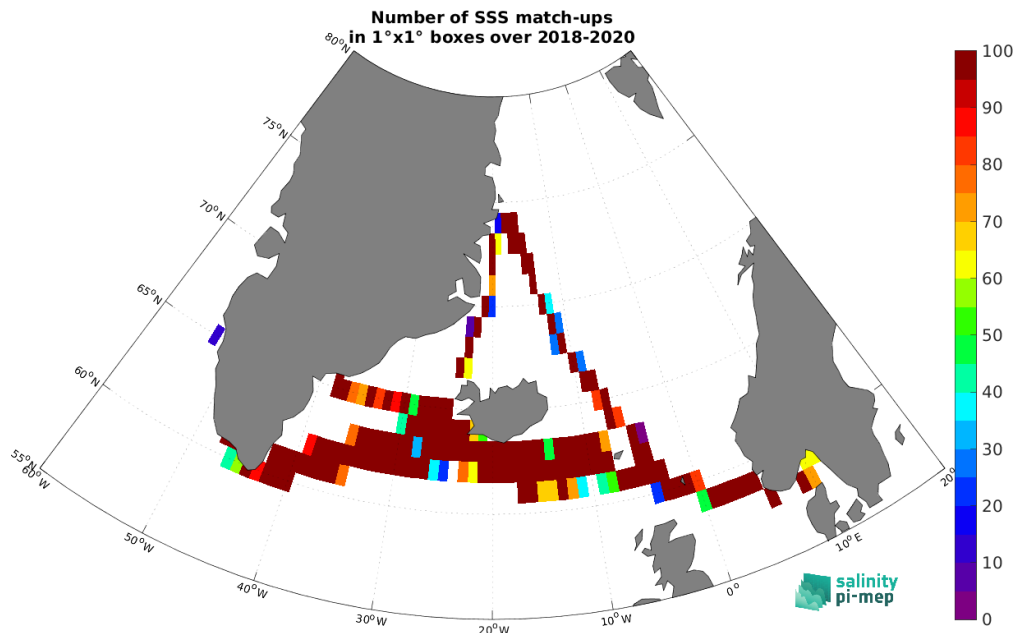 Number of SSS match-ups
in 1°x1° boxes over 2018-2020
80°N
75°N
70°N
65°N
60°N
55°N
60°W
50°W
40°W
30°W
20°W
10°W
0°
10°E
20°
100
90
80
70
60
50
40
30
20
10
0
salinity
pi-mep